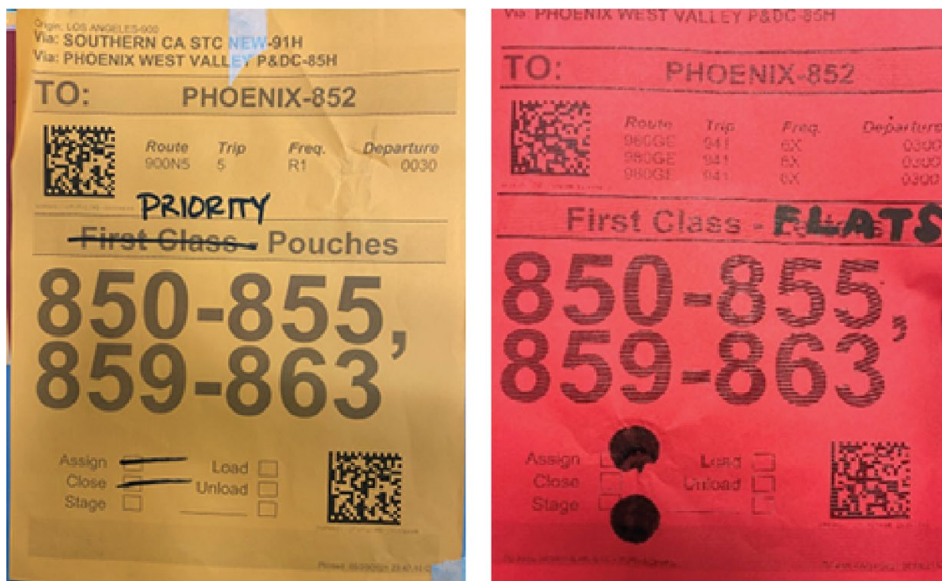 Origin: LOS ANGELES-900
Via: SOUTHERN CA STC NEW-91H
Via: PHOENIX WEST VALLEY P&DC-85H
TO: PHOENIX-852
Route Trip Freq. Departure
900N5 5 R1 0030
PRIORITY
First Class - Pouches
850-855,
859-863
Assign Load
Close Unload
Stage
Via: PHOENIX WEST VALLEY P&DC-85H
TO: PHOENIX-852
Route Trip Freq. Departure
980GE 941 6X 0300
980GE 941 6X 0300
980GE 941 6X 0300
First Class - FLATS
850-855,
859-863
Assign Load
Close Unload
Stage